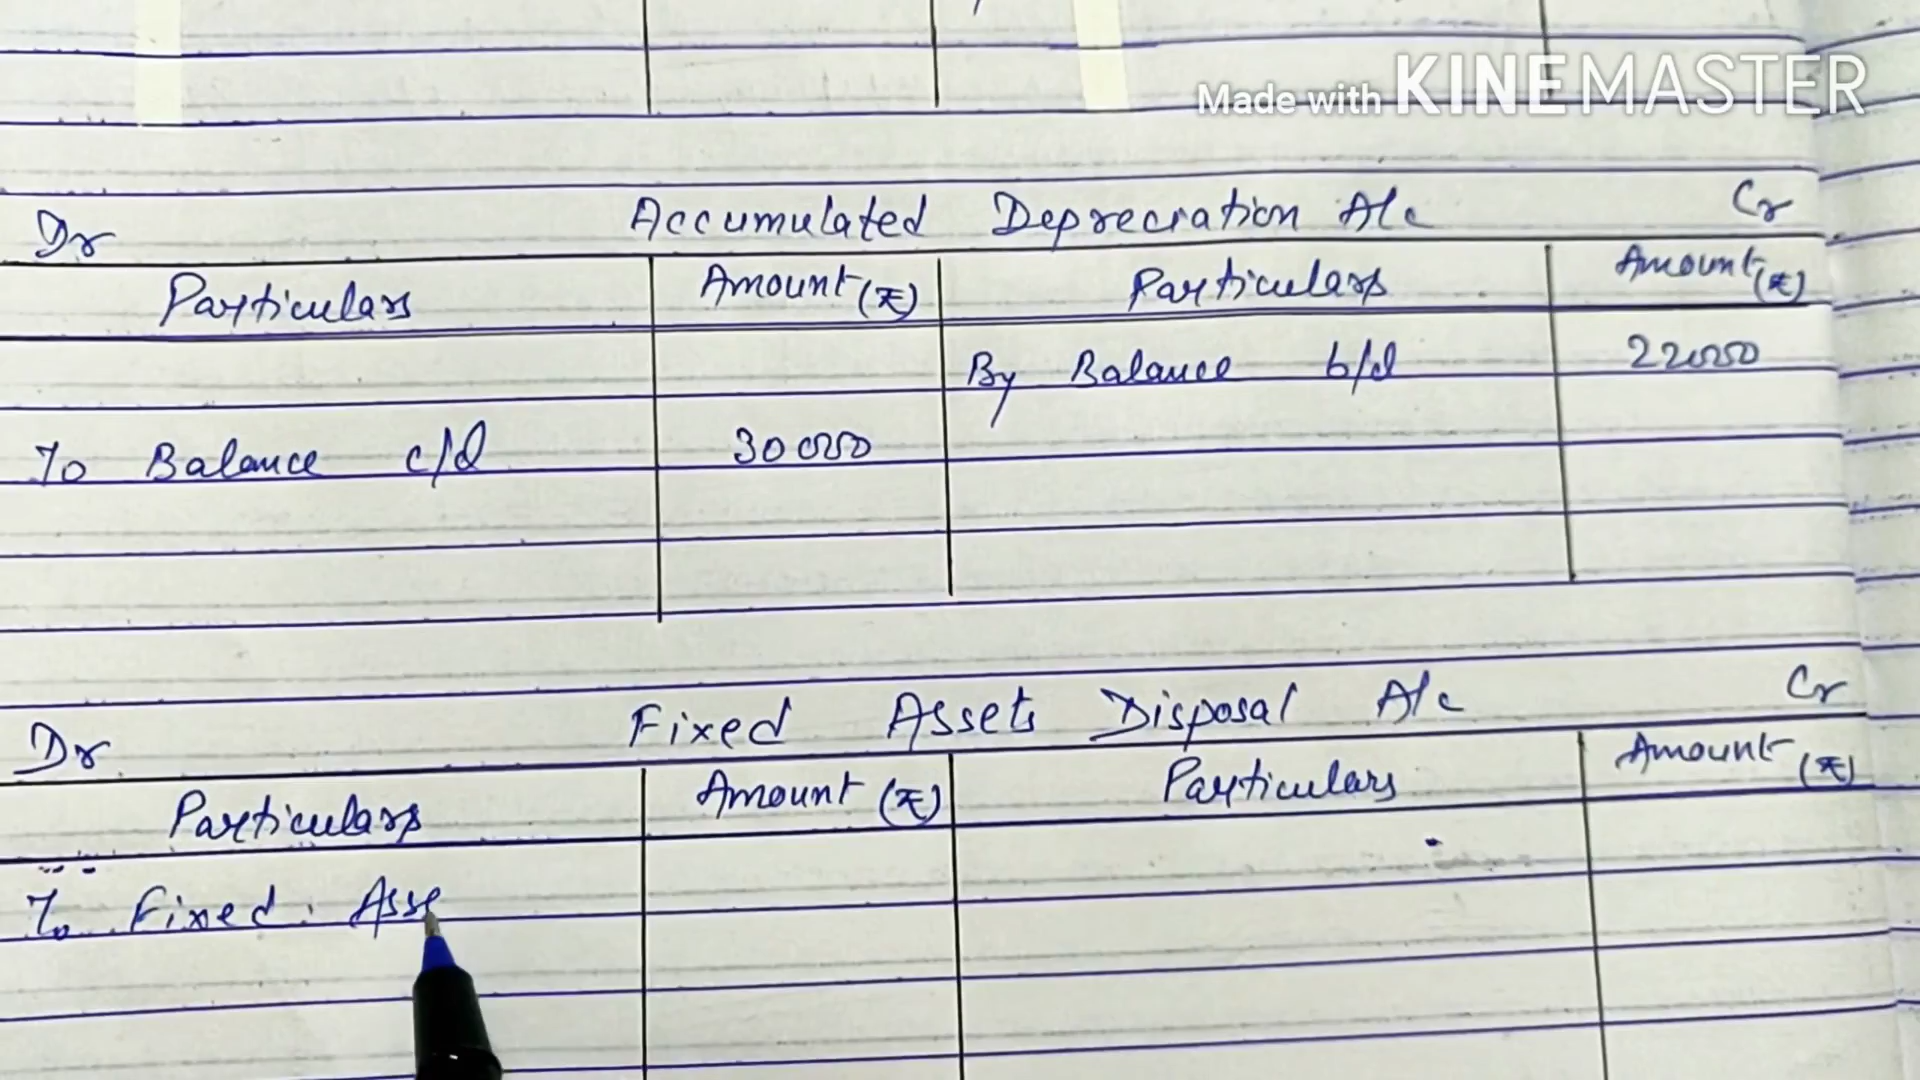 Made with KINEMASTER
Dr Accumulated Depreciation A/c Cr
Particulars Amount (₹) Particulars Amount (₹)
By Balance b/d 22000
To Balance c/d 30000
Dr Fixed Assets Disposal A/c Cr
Particulars Amount (₹) Particulars Amount (₹)
To Fixed Asse